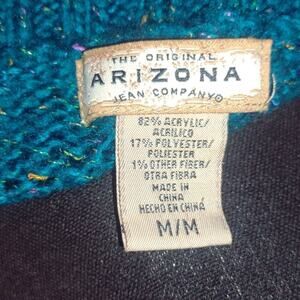 THE ORIGINAL
ARIZONA
JEAN COMPANY®
82% ACRYLIC/
ACRILICO
17% POLYESTER/
POLIESTER
1% OTHER FIBER/
OTRA FIBRA
MADE IN
CHINA
HECHO EN CHINA
M/M